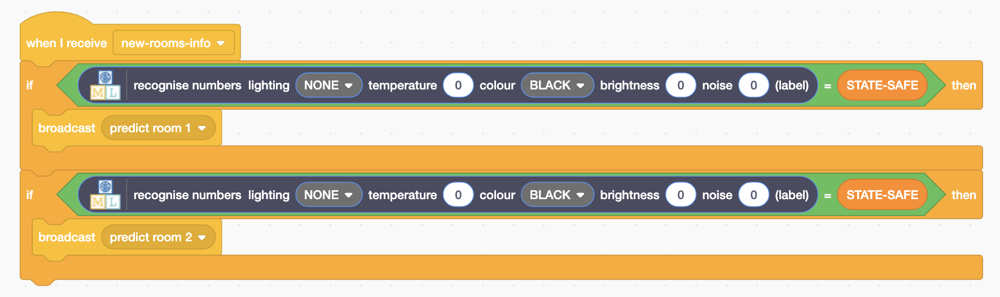 when I receive new-rooms-info
if ML recognise numbers lighting NONE temperature 0 colour BLACK brightness 0 noise 0 (label) = STATE-SAFE then
broadcast predict room 1
if ML recognise numbers lighting NONE temperature 0 colour BLACK brightness 0 noise 0 (label) = STATE-SAFE then
broadcast predict room 2